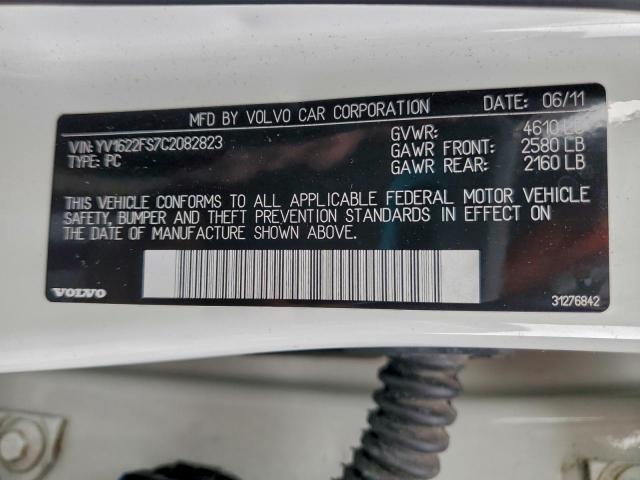 MFD BY VOLVO CAR CORPORATION DATE: 06/11
VIN: YV1622FS7C2082823 GVWR: 4610 LB
TYPE: PC GAWR FRONT: 2580 LB
GAWR REAR: 2160 LB
THIS VEHICLE CONFORMS TO ALL APPLICABLE FEDERAL MOTOR VEHICLE
SAFETY, BUMPER AND THEFT PREVENTION STANDARDS IN EFFECT ON
THE DATE OF MANUFACTURE SHOWN ABOVE.
VOLVO 31276842